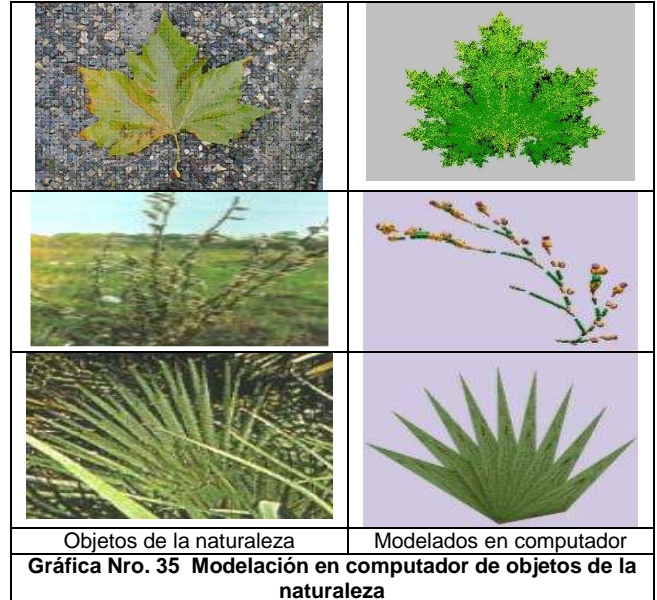 Objetos de la naturaleza
Modelados en computador
Gráfica Nro. 35 Modelación en computador de objetos de la
naturaleza